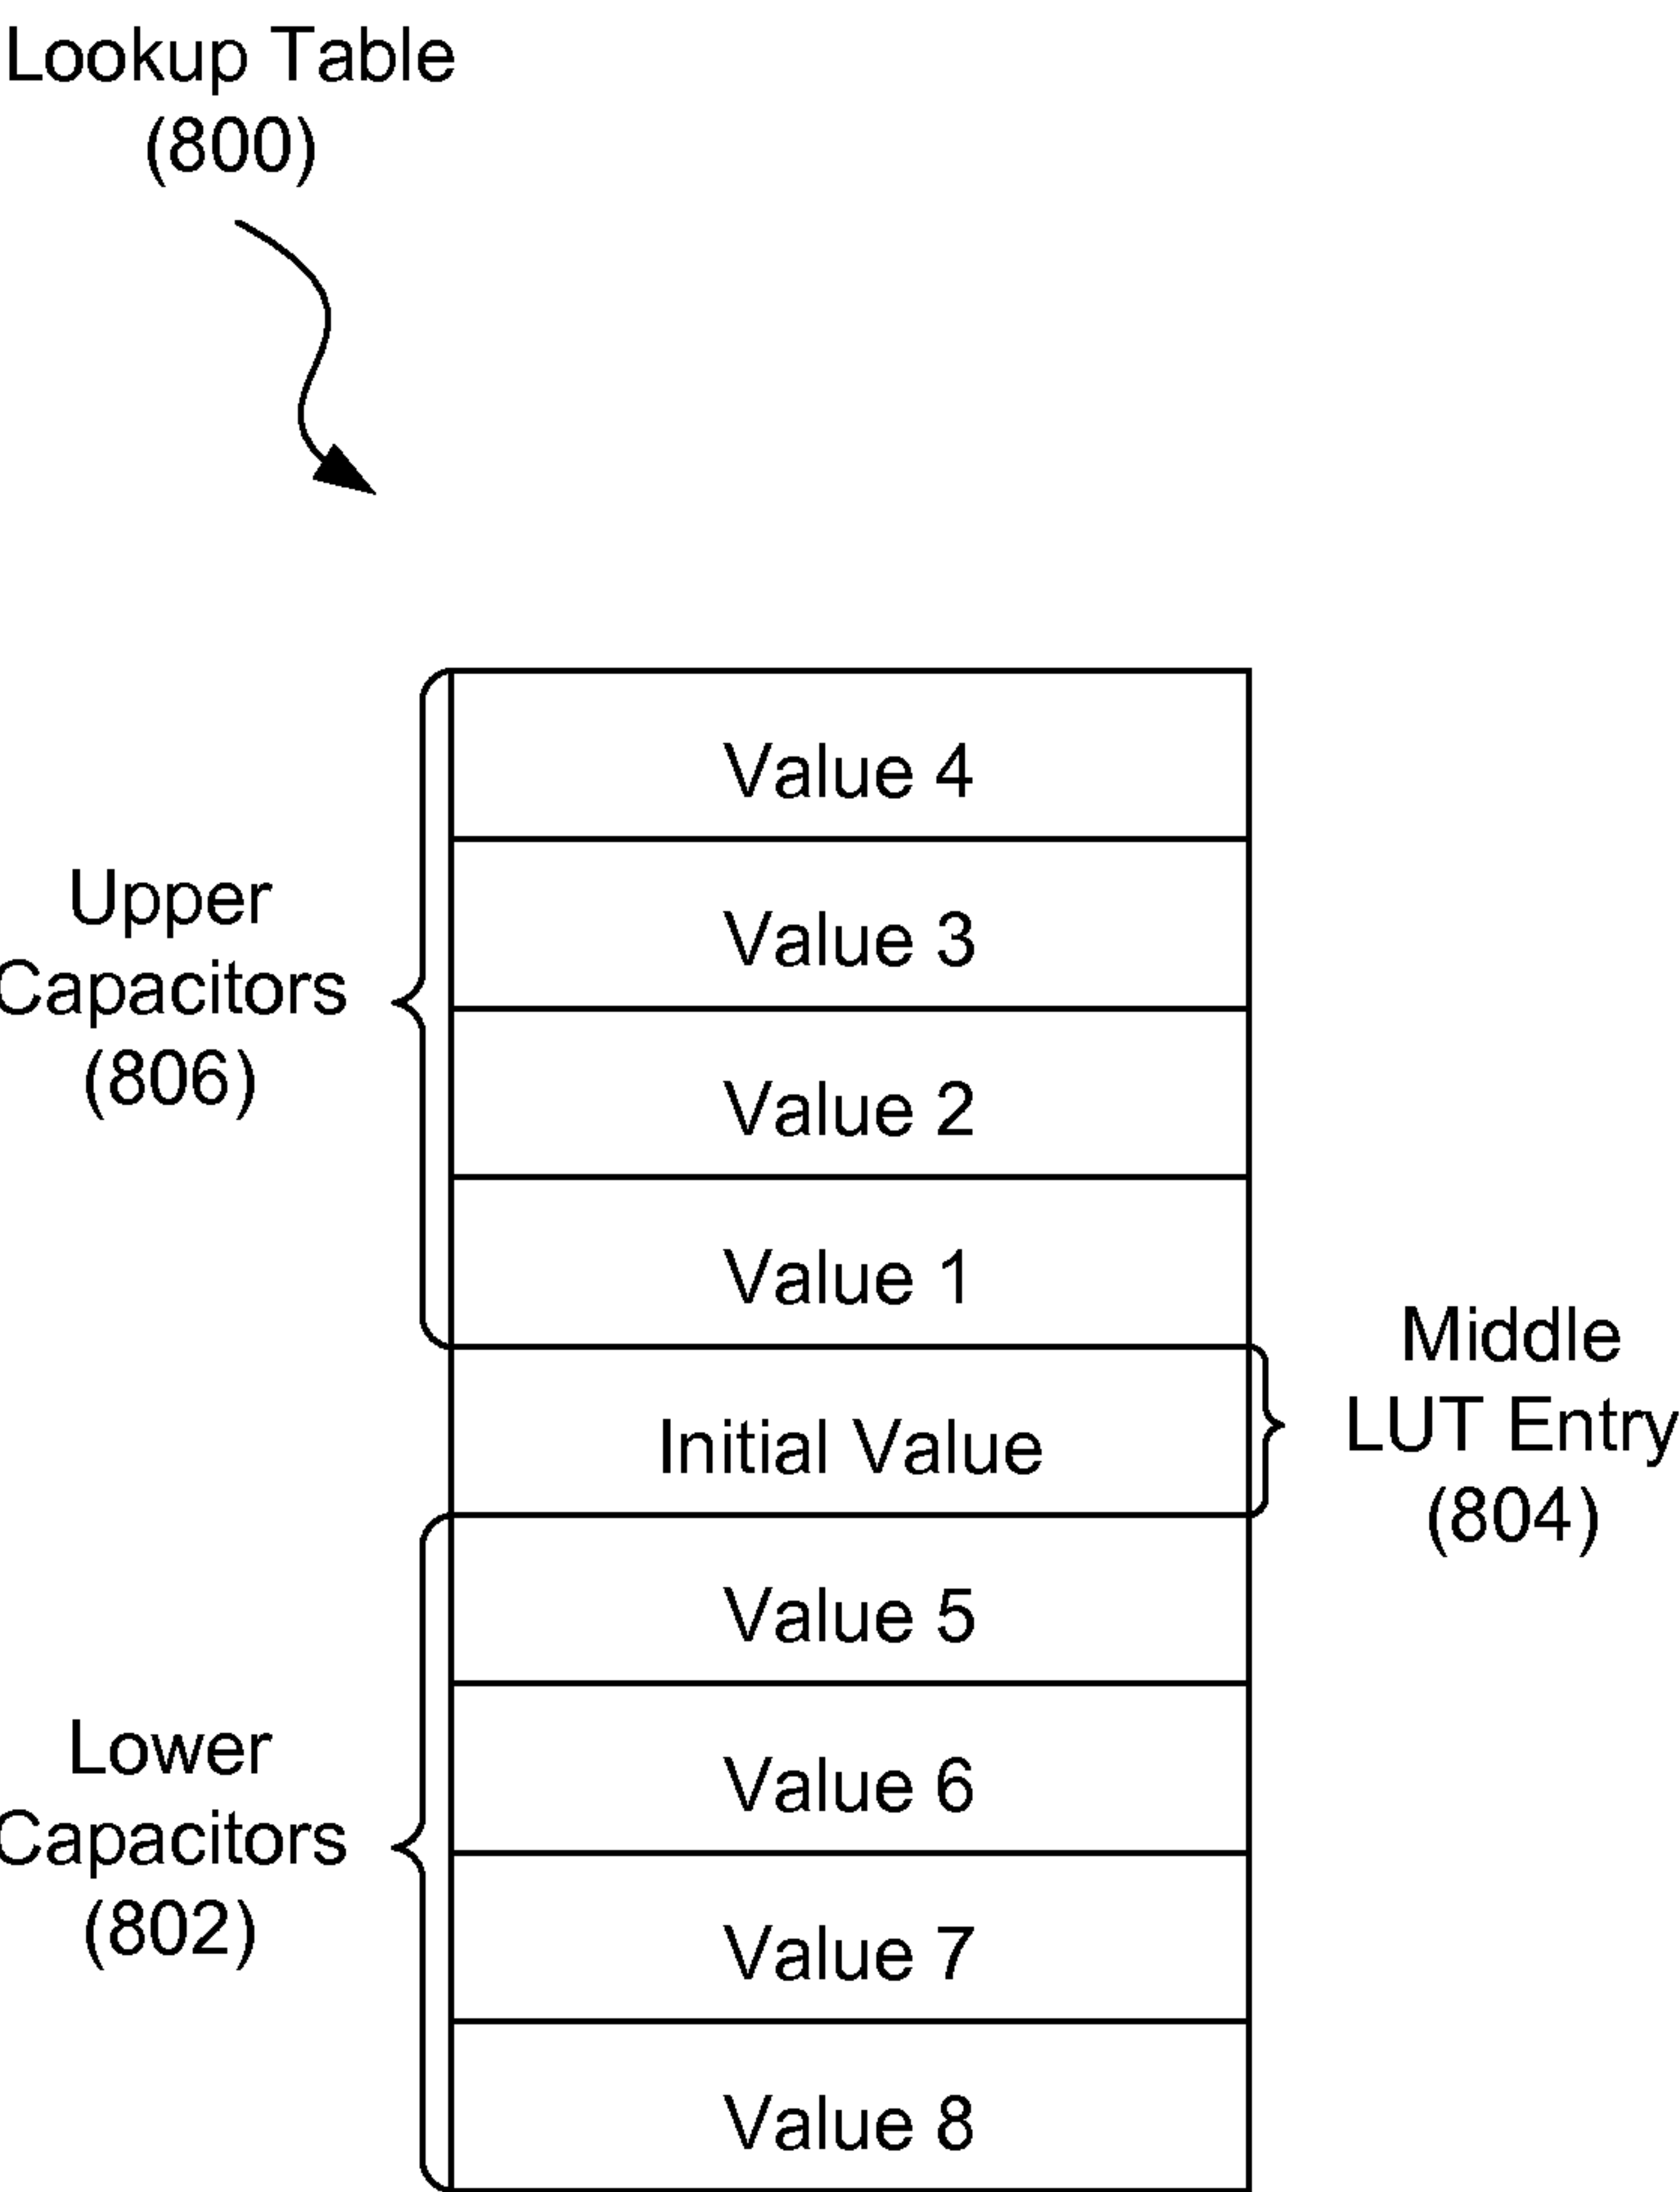 Lookup Table
(800)
Value 4
Value 3
Upper
Capacitors
(806)
Value 2
Value 1
Middle
LUT Entry
(804)
Initial Value
Value 5
Lower
Capacitors
(802)
Value 6
Value 7
Value 8